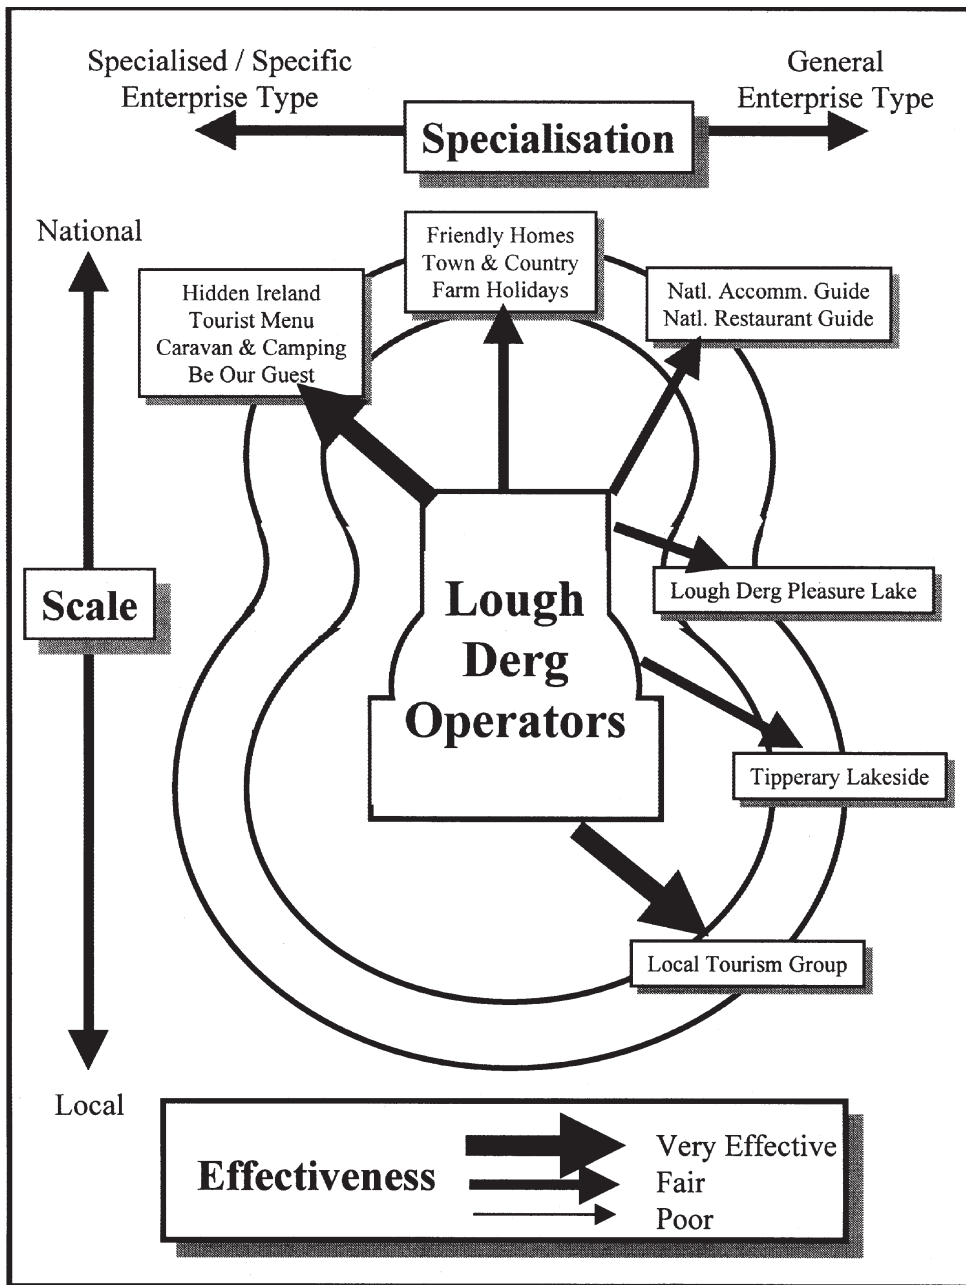 Specialised / Specific
Enterprise Type
General
Enterprise Type
Specialisation
National
Friendly Homes
Town & Country
Farm Holidays
Hidden Ireland
Tourist Menu
Caravan & Camping
Be Our Guest
Natl. Accomm. Guide
Natl. Restaurant Guide
Scale
Lough
Derg
Operators
Lough Derg Pleasure Lake
Tipperary Lakeside
Local Tourism Group
Local
Effectiveness
Very Effective
Fair
Poor